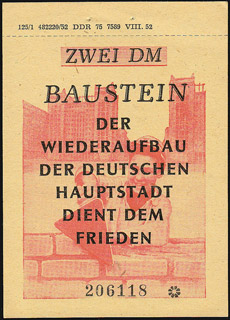 125/1 482220/52 DDR 75 7589 VIII. 52
ZWEI DM
BAUSTEIN
DER
WIEDERAUFBAU
DER DEUTSCHEN
HAUPTSTADT
DIENT DEM
FRIEDEN
206118